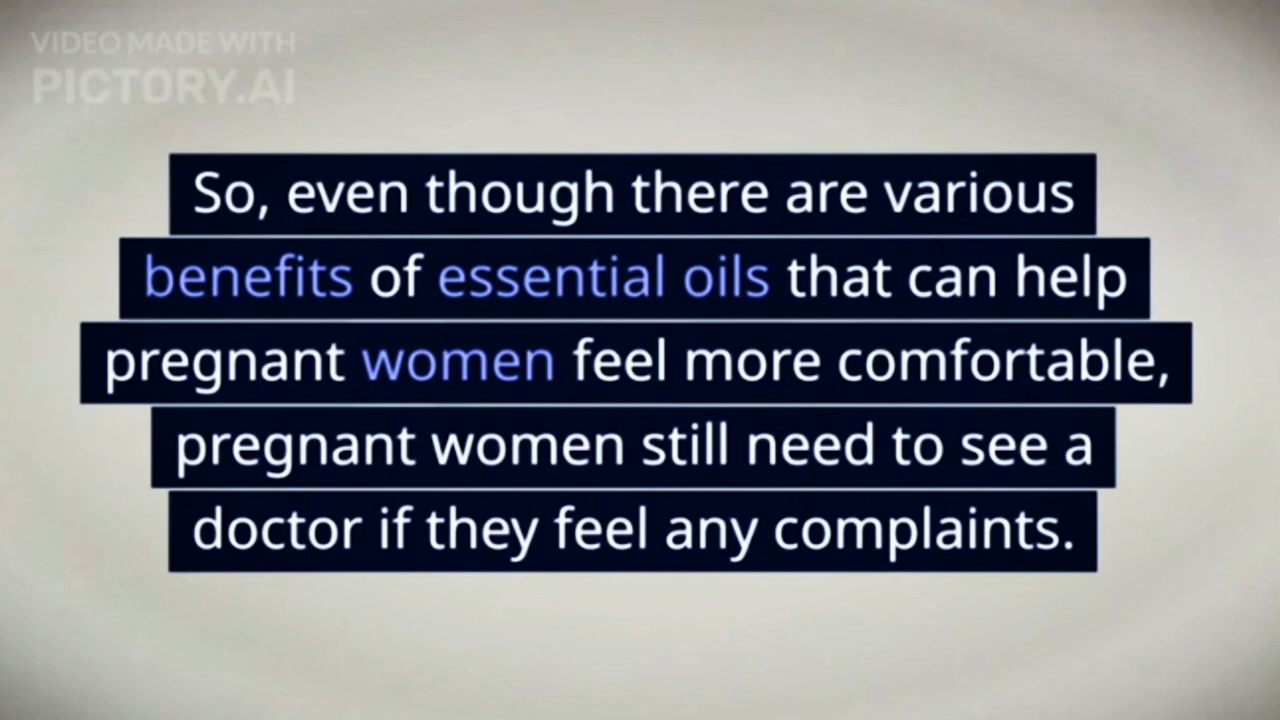 VIDEO MADE WITH
PICTORY.AI
So, even though there are various
benefits of essential oils that can help
pregnant women feel more comfortable,
pregnant women still need to see a
doctor if they feel any complaints.